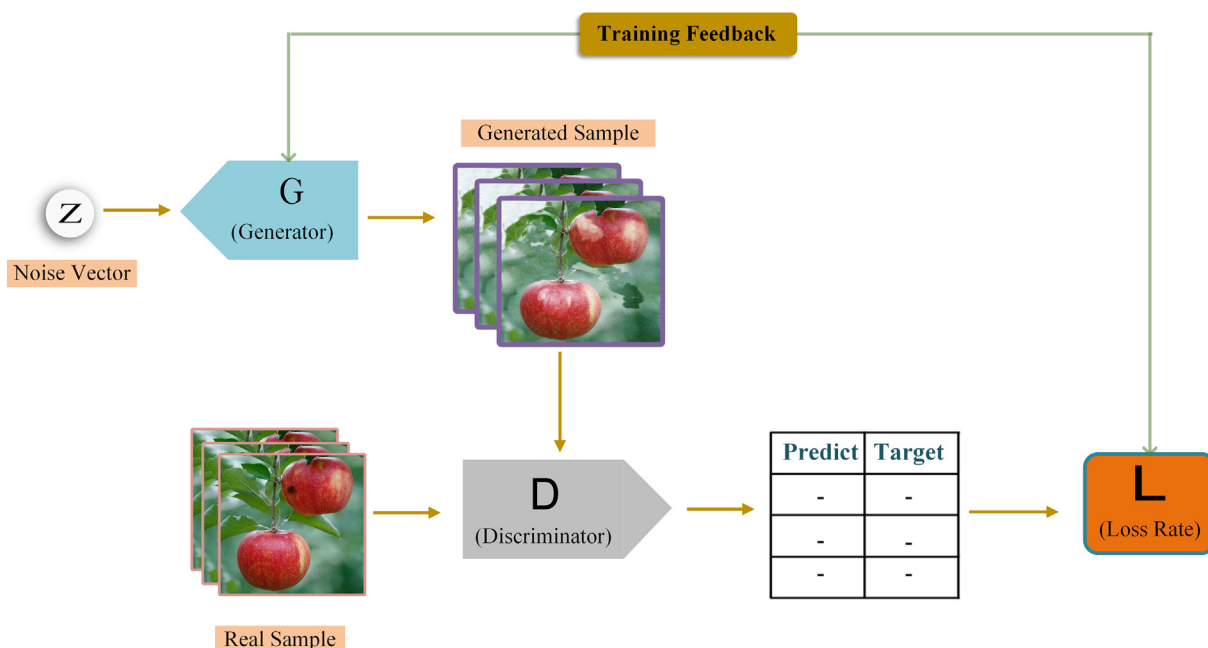 Training Feedback
Generated Sample
G
(Generator)
Z
Noise Vector
Predict Target
- -
- -
- -
D
(Discriminator)
L
(Loss Rate)
Real Sample